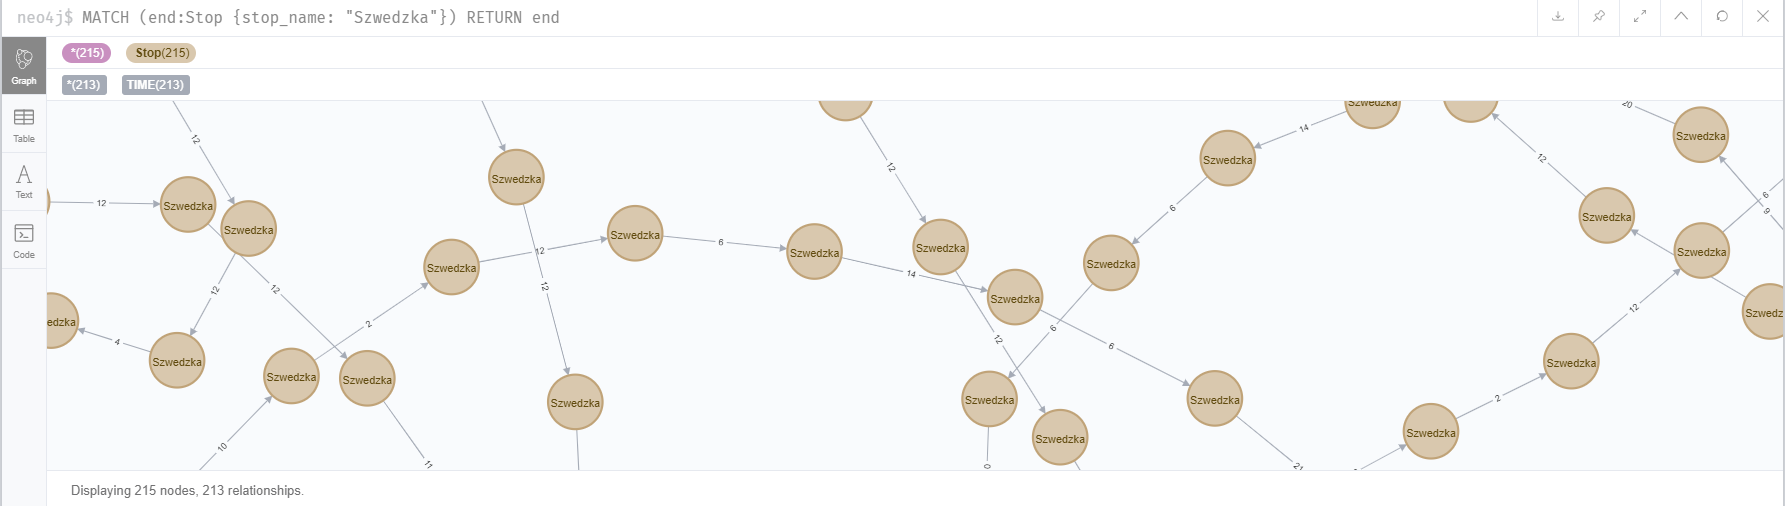 neo4j$ MATCH (end:Stop {stop_name: "Szwedzka"}) RETURN end
*(215) Stop(215)
Graph
*(213) TIME(213)
Table
Text
Code
Szwedzka
20
14
12
Szwedzka
12
Szwedzka
12
Szwedzka
12
Szwedzka
6
12
Szwedzka
6
Szwedzka
9
Szwedzka
Szwedzka
12
6
Szwedzka
Szwedzka
Szwedzka
14
Szwedzka
Szwedzka
12
12
12
Szwedzka
12
Szwedzka
edzka
2
6
12
4
6
Szwedzka
Szwedzka
Szwedzka
Szwedzka
2
Szwedzka
Szwedzka
Szwedzka
Szwedzka
Szwedzka
10
11
0
21
Displaying 215 nodes, 213 relationships.